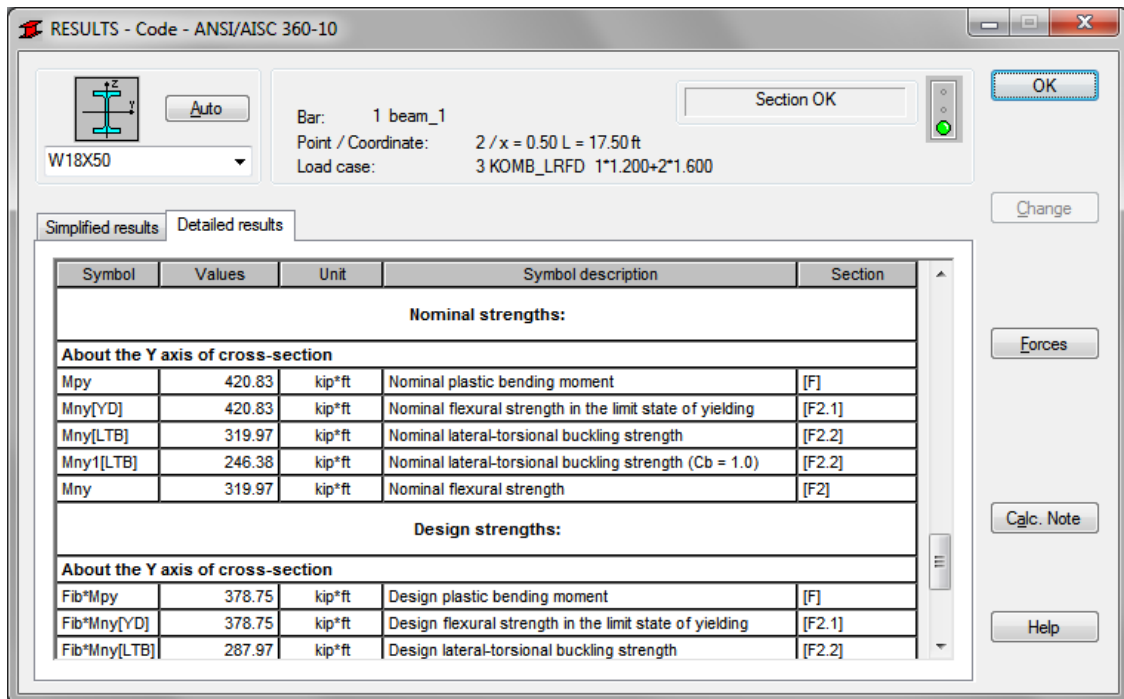 RESULTS - Code - ANSI/AISC 360-10
Z
Y
Auto
W18X50
Section OK
Bar: 1 beam_1
Point / Coordinate: 2 / x = 0.50 L = 17.50 ft
Load case: 3 KOMB_LRFD 1*1.200+2*1.600
OK
Change
Forces
Calc. Note
Help
Simplified results Detailed results
Symbol Values Unit Symbol description Section
Nominal strengths:
About the Y axis of cross-section
Mpy 420.83 kip*ft Nominal plastic bending moment [F]
Mny[YD] 420.83 kip*ft Nominal flexural strength in the limit state of yielding [F2.1]
Mny[LTB] 319.97 kip*ft Nominal lateral-torsional buckling strength [F2.2]
Mny1[LTB] 246.38 kip*ft Nominal lateral-torsional buckling strength (Cb = 1.0) [F2.2]
Mny 319.97 kip*ft Nominal flexural strength [F2]
Design strengths:
About the Y axis of cross-section
Fib*Mpy 378.75 kip*ft Design plastic bending moment [F]
Fib*Mny[YD] 378.75 kip*ft Design flexural strength in the limit state of yielding [F2.1]
Fib*Mny[LTB] 287.97 kip*ft Design lateral-torsional buckling strength [F2.2]